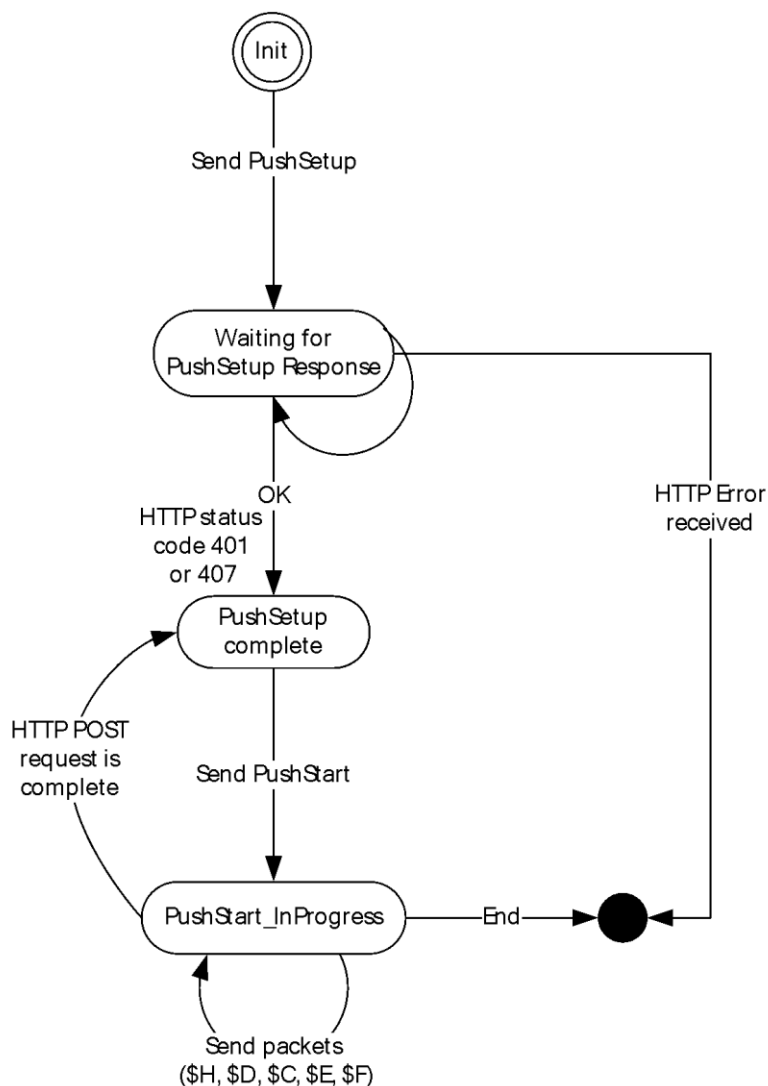 Init
Send PushSetup
Waiting for
PushSetup Response
OK
HTTP status
code 401
or 407
HTTP Error
received
PushSetup
complete
HTTP POST
request is
complete
Send PushStart
PushStart_InProgress
End
Send packets
($H, $D, $C, $E, $F)